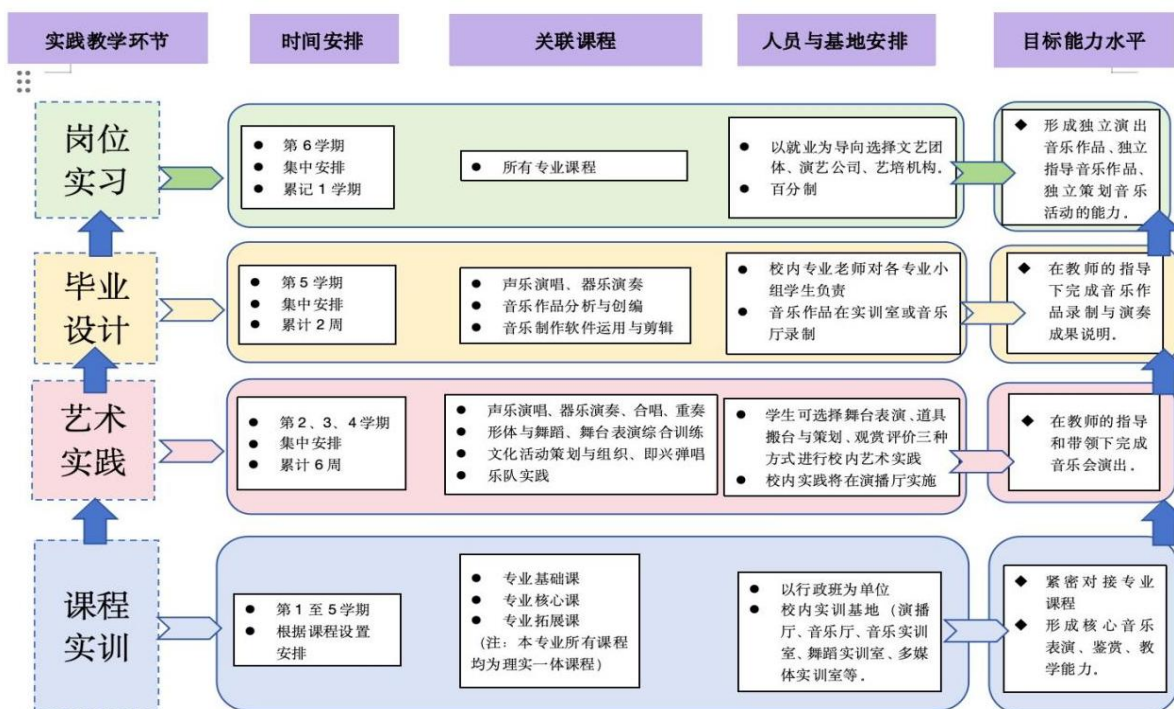 实践教学环节
时间安排
关联课程
人员与基地安排
目标能力水平
岗位
实习
● 第 6 学期
● 集中安排
● 累记 1 学期
● 所有专业课程
● 以就业为导向选择文艺团
体、演艺公司、艺培机构.
● 百分制
◆ 形成独立演出
音乐作品、独立
指导音乐作品、
独立策划音乐
活动的能力.
毕业
设计
● 第 5 学期
● 集中安排
● 累计 2 周
● 声乐演唱、器乐演奏
● 音乐作品分析与创编
● 音乐制作软件运用与剪辑
● 校内专业老师对各专业小
组学生负责
● 音乐作品在实训室或音乐
厅录制
◆ 在教师的指导
下完成音乐作
品录制与演奏
成果说明.
艺术
实践
● 第 2、3、4 学期
● 集中安排
● 累计 6 周
● 声乐演唱、器乐演奏、合唱、重奏
● 形体与舞蹈、舞台表演综合训练
● 文化活动策划与组织、即兴弹唱
● 乐队实践
● 学生可选择舞台表演、道具
搬台与策划、观赏评价三种
方式进行校内艺术实践
● 校内实践将在演播厅实施
◆ 在教师的指导
和带领下完成
音乐会演出.
课程
实训
● 第 1 至 5 学期
● 根据课程设置
安排
● 专业基础课
● 专业核心课
● 专业拓展课
(注：本专业所有课程
均为理实一体课程)
● 以行政班为单位
● 校内实训基地（演播
厅、音乐厅、音乐实训
室、舞蹈实训室、多媒
体实训室等.
◆ 紧密对接专业
课程
◆ 形成核心音乐
表演、鉴赏、教
学能力.